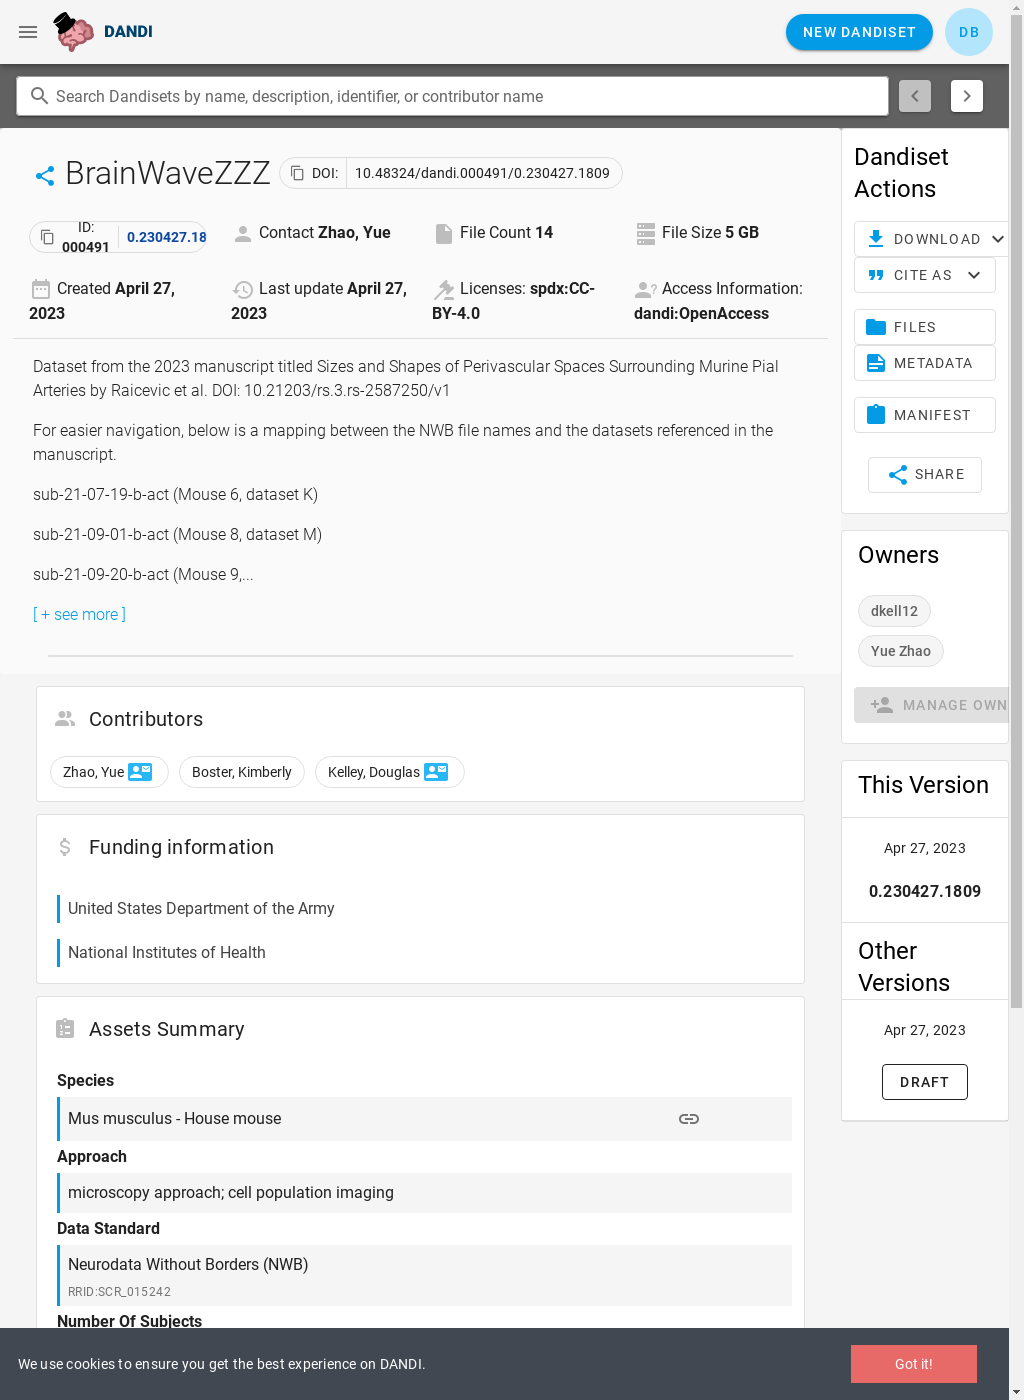 DANDI
NEW DANDISET
DB
Search Dandisets by name, description, identifier, or contributor name
BrainWaveZZZ
DOI: 10.48324/dandi.000491/0.230427.1809
ID: 000491 0.230427.18
Contact Zhao, Yue
File Count 14
File Size 5 GB
Created April 27, 2023
Last update April 27, 2023
Licenses: spdx:CC-BY-4.0
Access Information: dandi:OpenAccess
Dataset from the 2023 manuscript titled Sizes and Shapes of Perivascular Spaces Surrounding Murine Pial
Arteries by Raicevic et al. DOI: 10.21203/rs.3.rs-2587250/v1
For easier navigation, below is a mapping between the NWB file names and the datasets referenced in the
manuscript.
sub-21-07-19-b-act (Mouse 6, dataset K)
sub-21-09-01-b-act (Mouse 8, dataset M)
sub-21-09-20-b-act (Mouse 9,...
[ + see more ]
Contributors
Zhao, Yue
Boster, Kimberly
Kelley, Douglas
Funding information
United States Department of the Army
National Institutes of Health
Assets Summary
Species
Mus musculus - House mouse
Approach
microscopy approach; cell population imaging
Data Standard
Neurodata Without Borders (NWB)
RRID:SCR_015242
Number Of Subjects
Dandiset
Actions
DOWNLOAD
CITE AS
FILES
METADATA
MANIFEST
SHARE
Owners
dkell12
Yue Zhao
MANAGE OWN
This Version
Apr 27, 2023
0.230427.1809
Other
Versions
Apr 27, 2023
DRAFT
We use cookies to ensure you get the best experience on DANDI.
Got it!